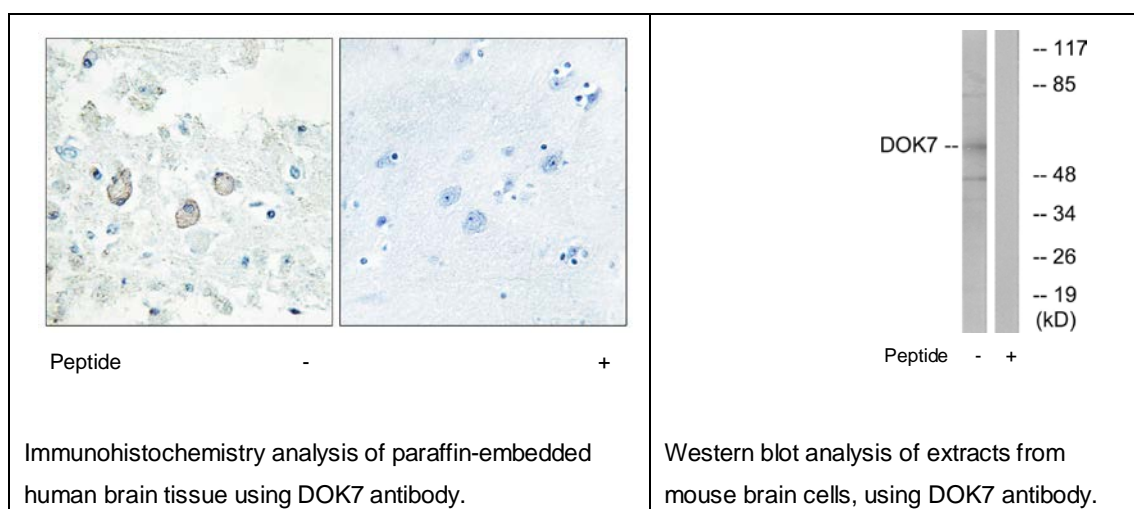 Peptide - +
Immunohistochemistry analysis of paraffin-embedded
human brain tissue using DOK7 antibody.
-- 117
-- 85
DOK7 --
-- 48
-- 34
-- 26
-- 19
(kD)
Peptide - +
Western blot analysis of extracts from
mouse brain cells, using DOK7 antibody.